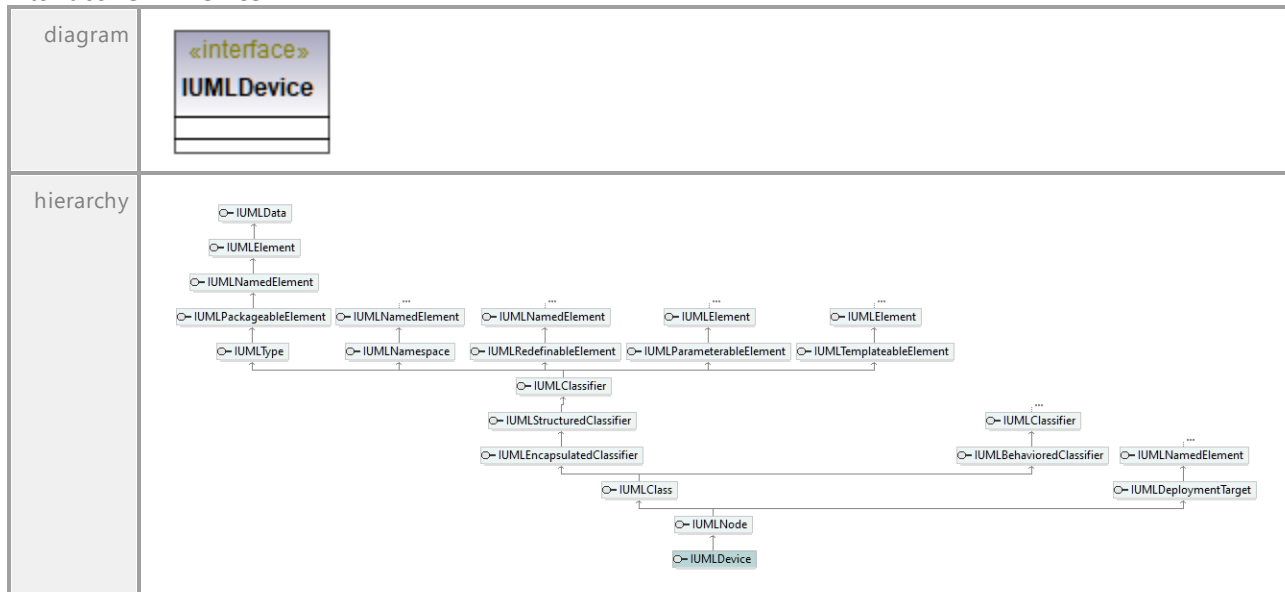 diagram
«interface»
IUMLDevice
hierarchy
IUMLData
IUMLElement
IUMLNamedElement
...
...
...
...
IUMLPackageableElement IUMLNamedElement IUMLNamedElement IUMLElement IUMLElement
IUMLType IUMLNamespace IUMLRedefinableElement IUMLParameterableElement IUMLTemplateableElement
IUMLClassifier
...
IUMLStructuredClassifier IUMLClassifier
...
IUMLEncapsulatedClassifier IUMLBehavioredClassifier IUMLNamedElement
IUMLClass IUMLDeploymentTarget
IUMLNode
IUMLDevice